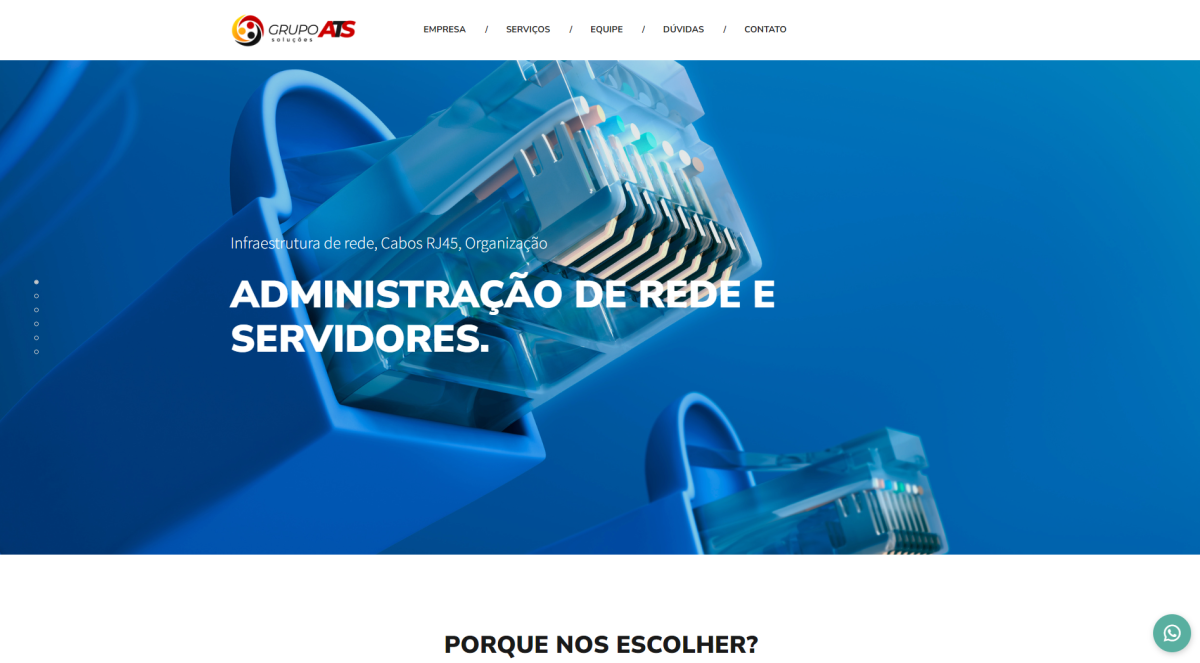 GRUPO ATS
soluções
EMPRESA / SERVIÇOS / EQUIPE / DÚVIDAS / CONTATO
Infraestrutura de rede, Cabos RJ45, Organização
ADMINISTRAÇÃO DE REDE E
SERVIDORES.
PORQUE NOS ESCOLHER?